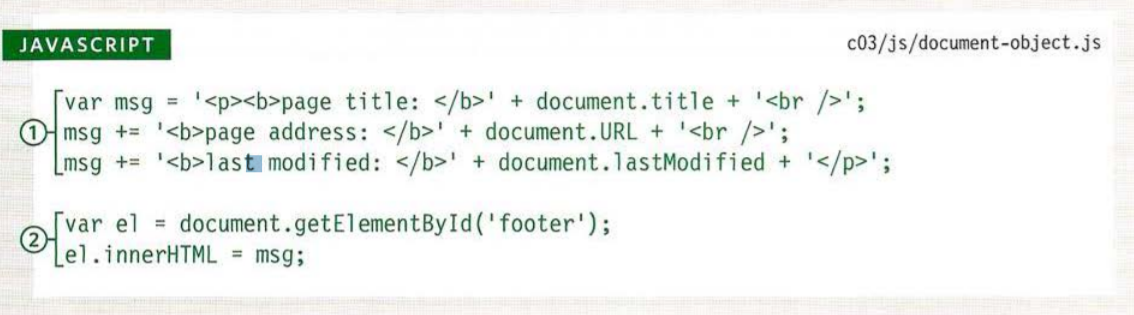 JAVASCRIPT
c03/js/document-object.js
var msg = '<p><b>page title: </b>' + document.title + '<br />';
① msg += '<b>page address: </b>' + document.URL + '<br />';
msg += '<b>last modified: </b>' + document.lastModified + '</p>';
② var el = document.getElementById('footer');
el.innerHTML = msg;